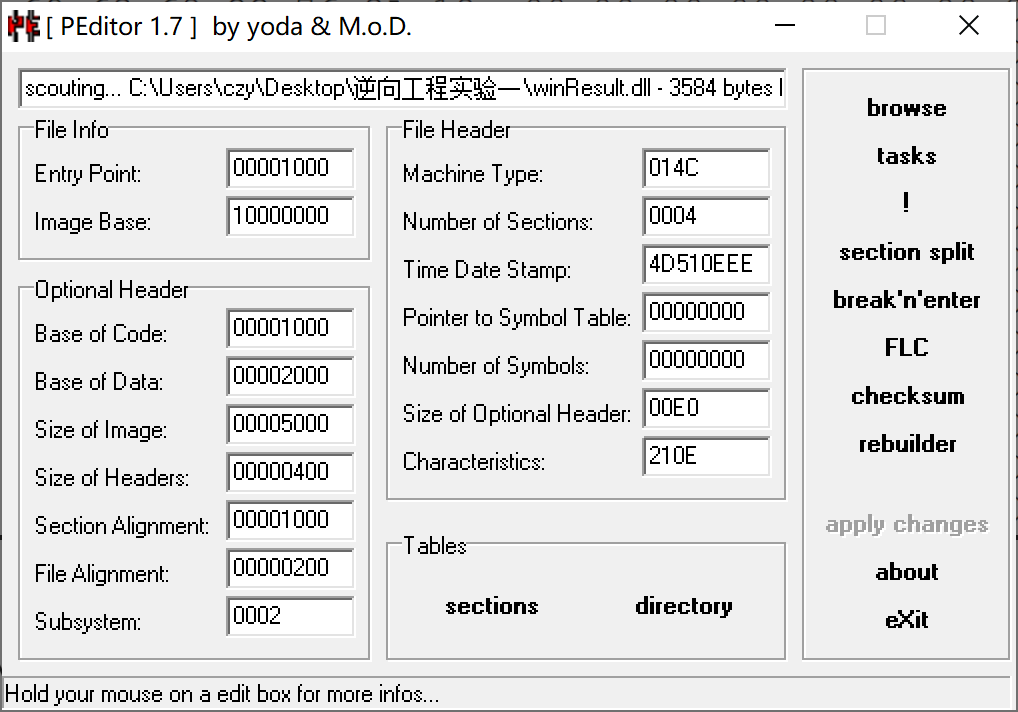 [ PEditor 1.7 ]  by yoda & M.o.D.
scouting... C:\Users\czy\Desktop\逆向工程实验一\winResult.dll - 3584 bytes l
File Info
Entry Point: 00001000
Image Base: 10000000
Optional Header
Base of Code: 00001000
Base of Data: 00002000
Size of Image: 00005000
Size of Headers: 00000400
Section Alignment: 00001000
File Alignment: 00000200
Subsystem: 0002
File Header
Machine Type: 014C
Number of Sections: 0004
Time Date Stamp: 4D510EEE
Pointer to Symbol Table: 00000000
Number of Symbols: 00000000
Size of Optional Header: 00E0
Characteristics: 210E
Tables
sections directory
browse
tasks
!
section split
break'n'enter
FLC
checksum
rebuilder
apply changes
about
eXit
Hold your mouse on a edit box for more infos...